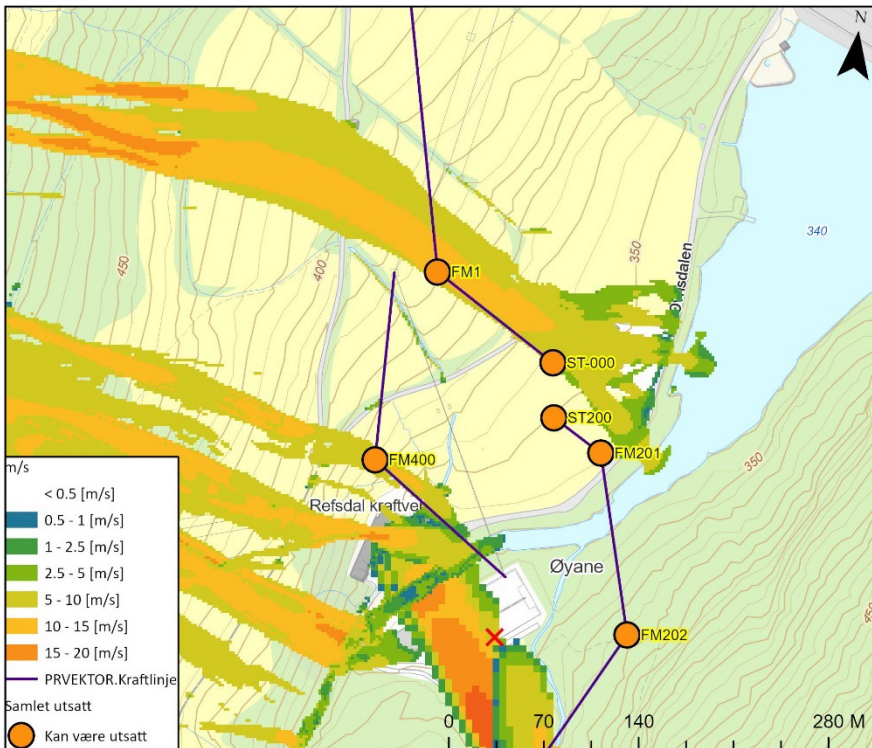 N
340
350
450
400
Øvrisdalen
FM1
ST-000
ST200
FM201
FM400
350
Refsdal kraftver
Øyane
FM202
m/s
< 0.5 [m/s]
0.5 - 1 [m/s]
1 - 2.5 [m/s]
2.5 - 5 [m/s]
5 - 10 [m/s]
10 - 15 [m/s]
15 - 20 [m/s]
PRVEKTOR.Kraftlinje
Samlet utsatt
Kan være utsatt
0 70 140 280 M